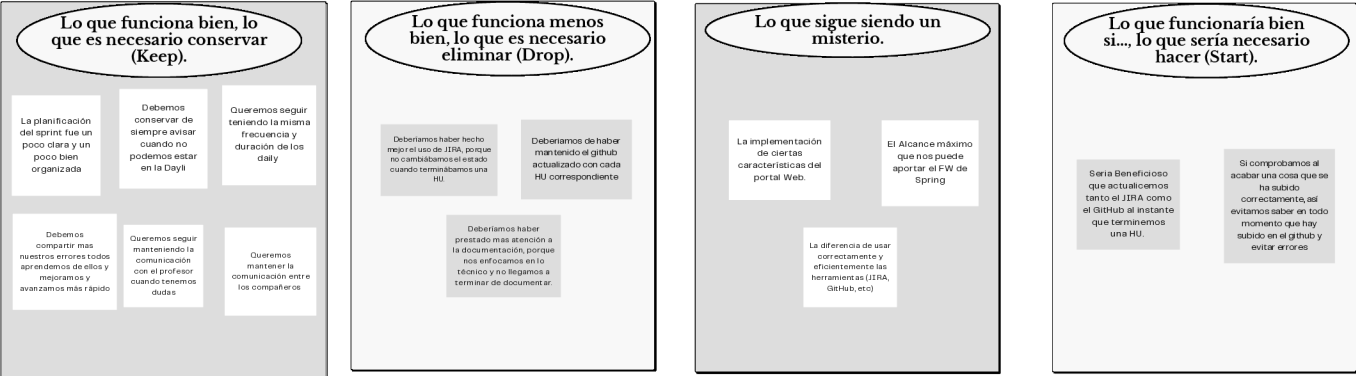 Lo que funciona bien, lo
que es necesario conservar
(Keep).
La planificación
del sprint fue un
poco clara y un
poco bien
organizada
Debemos
conservar de
siempre avisar
cuando no
podemos estar
en la Dayli
Queremos seguir
teniendo la misma
frecuencia y
duración de los
daily
Debemos
compartir mas
nuestros errores todos
aprendemos de ellos y
mejoramos y
avanzamos más rápido
Queremos seguir
manteniendo la
comunicación
con el profesor
cuando tenemos
dudas
Queremos
mantener la
comunicación entre
los compañeros
Lo que funciona menos
bien, lo que es necesario
eliminar (Drop).
Deberíamos haber hecho
mejor el uso de JIRA, porque
no cambiábamos el estado
cuando terminábamos una
HU.
Deberiamos de haber
mantenido el github
actualizado con cada
HU correspondiente
Deberíamos haber
prestado mas atención a
la documentación, porque
nos enfocamos en lo
técnico y no llegamos a
terminar de documentar.
Lo que sigue siendo un
misterio.
La implementación
de ciertas
características del
portal Web.
El Alcance máximo
que nos puede
aportar el FW de
Spring
La diferencia de usar
correctamente y
eficientemente las
herramientas (JIRA,
GitHub, etc)
Lo que funcionaría bien
si..., lo que sería necesario
hacer (Start).
Seria Beneficioso
que actualicemos
tanto el JIRA como
el GitHub al instante
que terminemos
una HU.
Si comprobamos al
acabar una cosa que se
ha subido
correctamente, así
evitamos saber en todo
momento que hay
subido en el github y
evitar errores